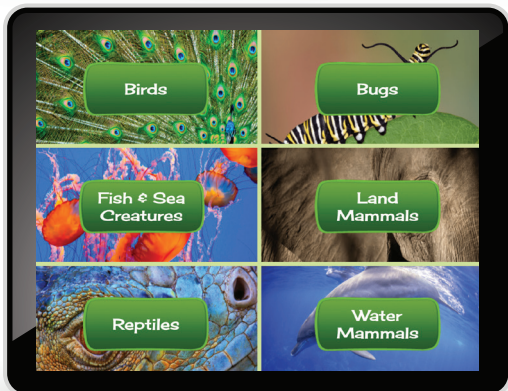 Birds
Bugs
Fish & Sea
Creatures
Land
Mammals
Reptiles
Water
Mammals